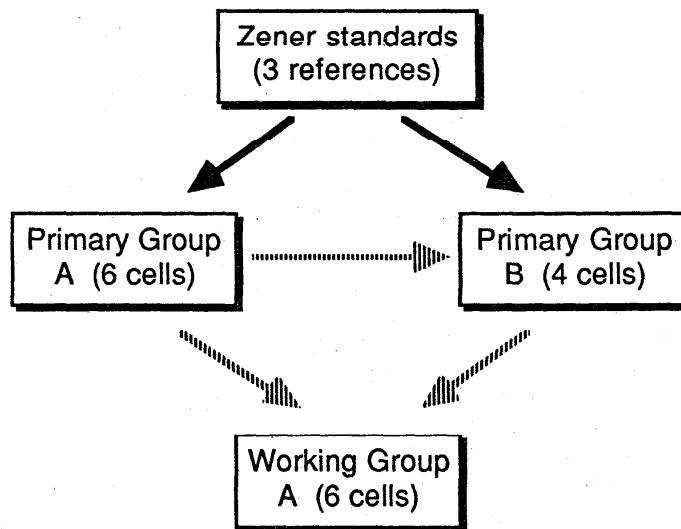 Zener standards
(3 references)
Primary Group
A (6 cells)
Primary Group
B (4 cells)
Working Group
A (6 cells)